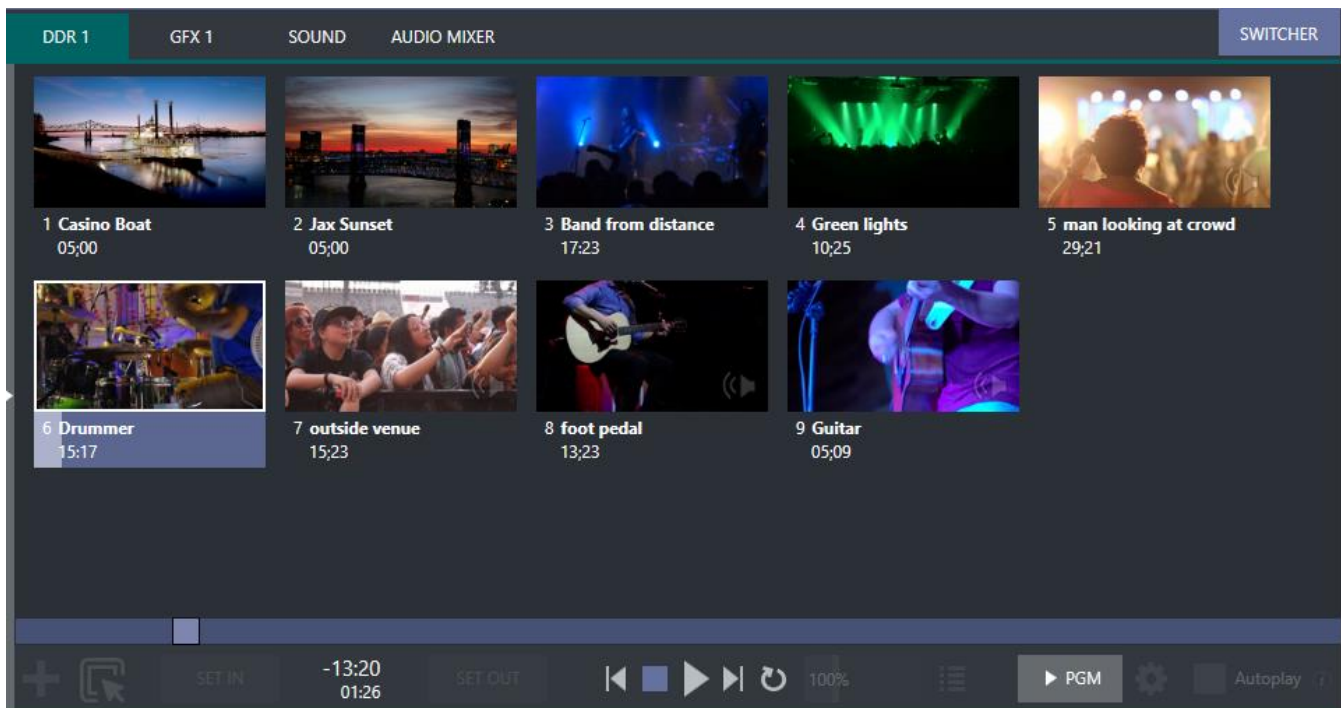 DDR 1 GFX 1 SOUND AUDIO MIXER SWITCHER
1 Casino Boat
05;00
2 Jax Sunset
05;00
3 Band from distance
17:23
4 Green lights
10;25
5 man looking at crowd
29;21
6 Drummer
15:17
7 outside venue
15;23
8 foot pedal
13;23
9 Guitar
05;09
SET IN
-13:20
01:26
SET OUT
100%
PGM
Autoplay